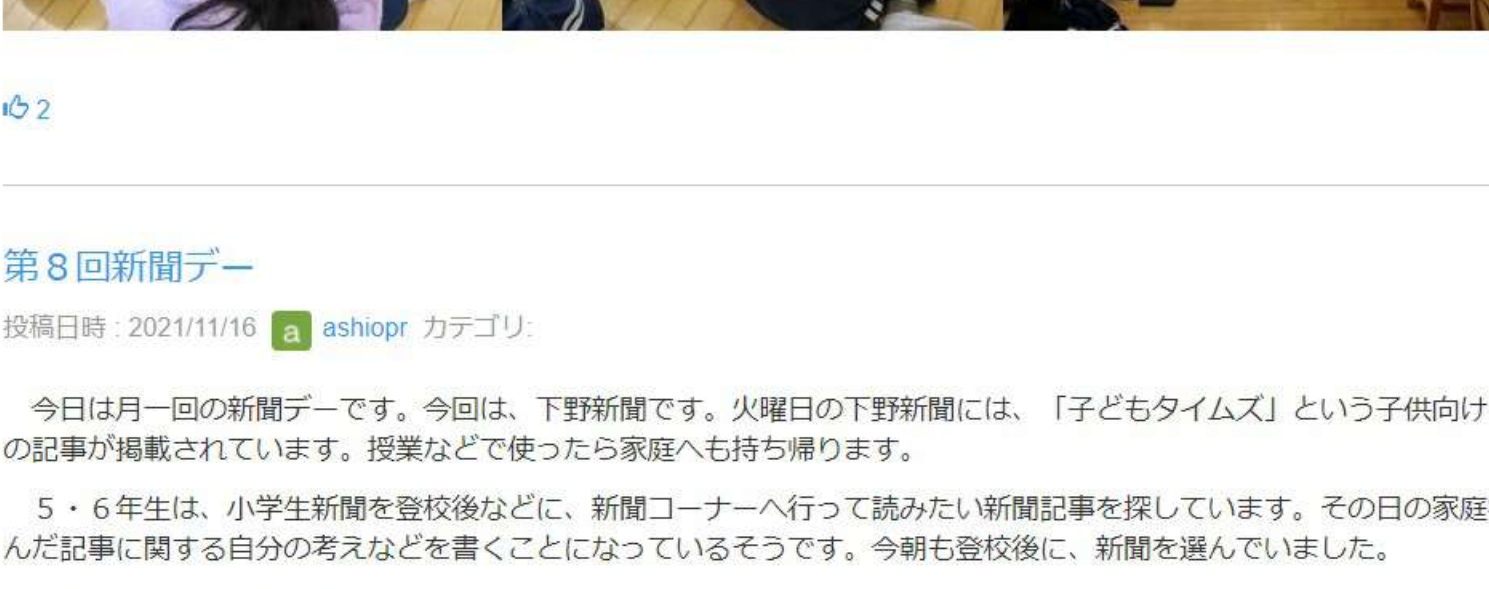 2
第８回新聞デー
投稿日時 : 2021/11/16 a ashiopr カテゴリ:
今日は月一回の新聞デーです。今回は、下野新聞です。火曜日の下野新聞には、「子どもタイムズ」という子供向け
の記事が掲載されています。授業などで使ったら家庭へも持ち帰ります。
５・６年生は、小学生新聞を登校後などに、新聞コーナーへ行って読みたい新聞記事を探しています。その日の家庭
んだ記事に関する自分の考えなどを書くことになっているそうです。今朝も登校後に、新聞を選んでいました。